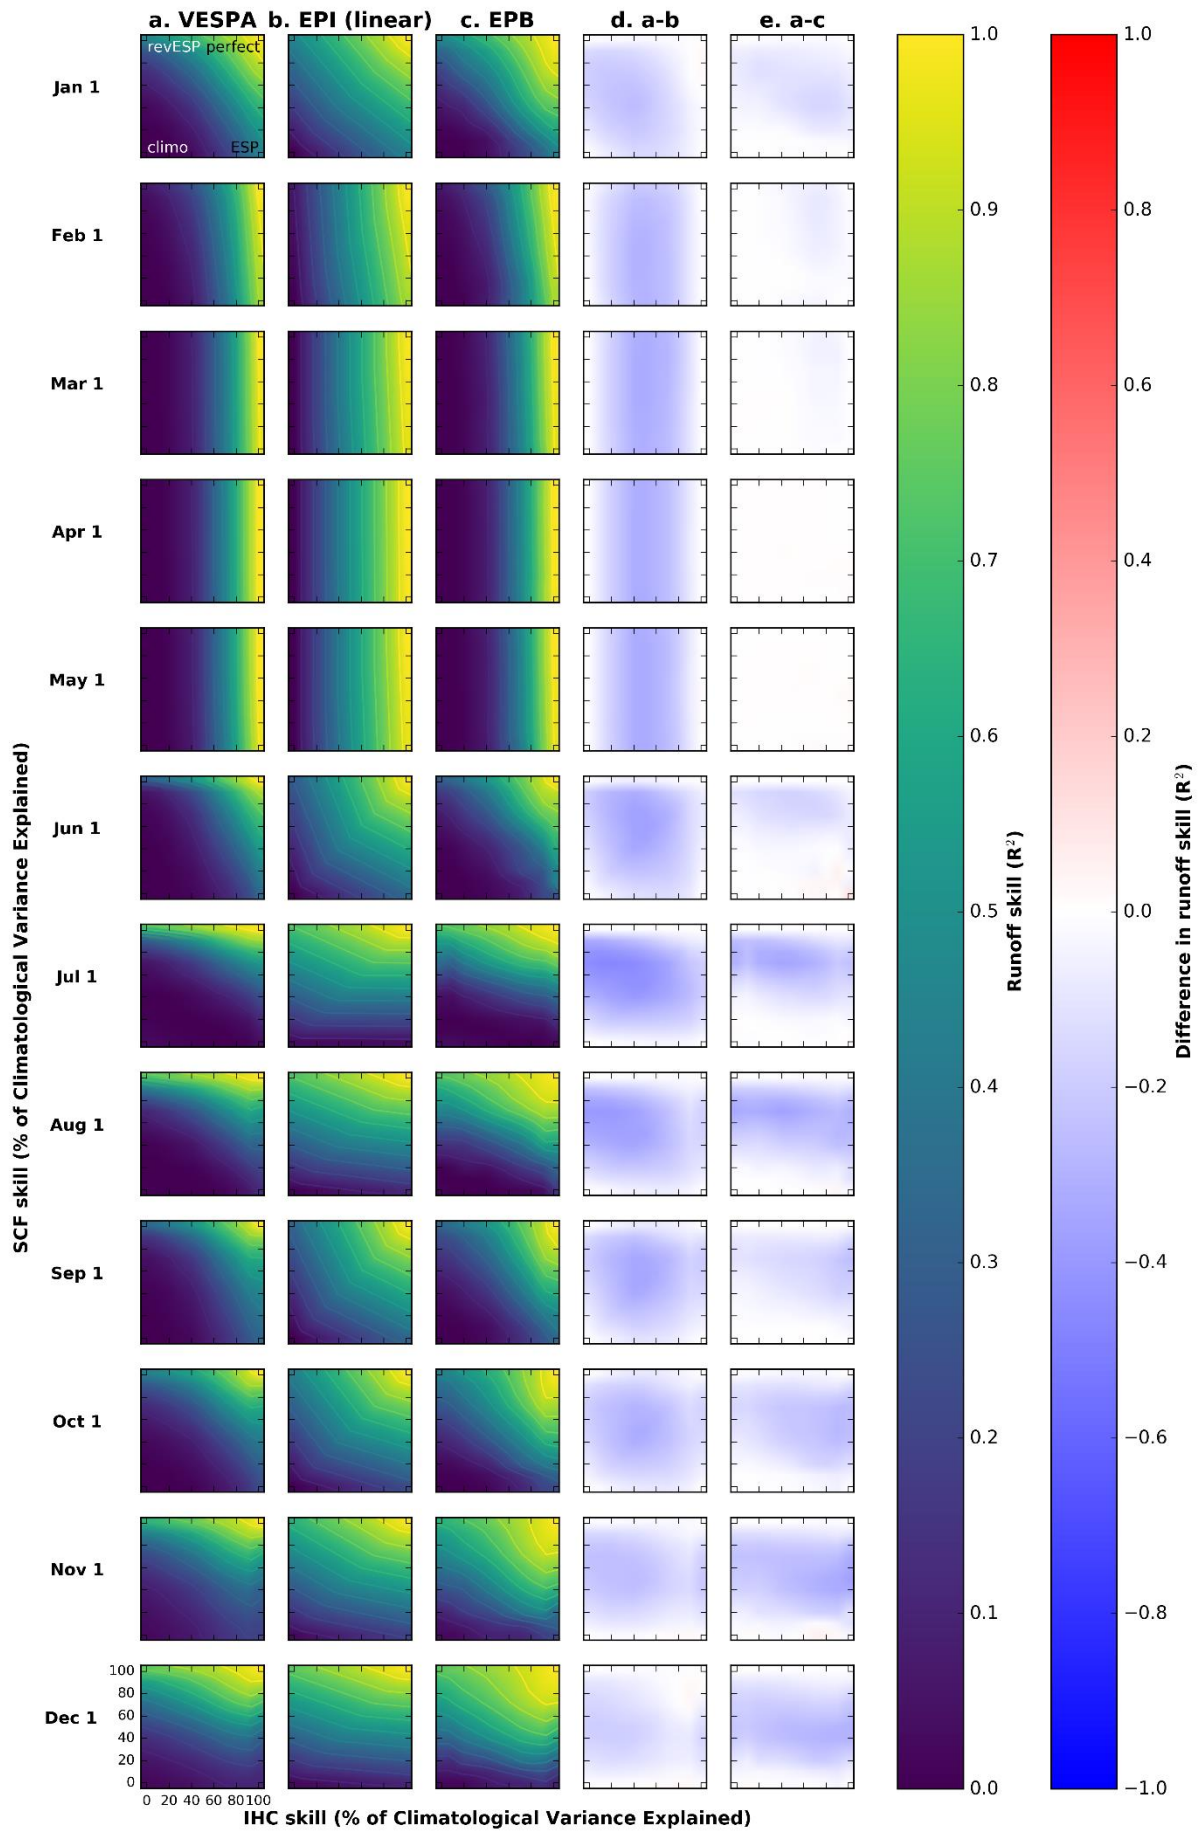 a. VESPA b. EPI (linear) c. EPB d. a-b e. a-c
revESP perfect
climo ESP
Jan 1
Feb 1
Mar 1
Apr 1
May 1
Jun 1
Jul 1
Aug 1
Sep 1
Oct 1
Nov 1
Dec 1
SCF skill (% of Climatological Variance Explained)
100
80
60
40
20
0
0 20 40 60 80 100
IHC skill (% of Climatological Variance Explained)
1.0
0.9
0.8
0.7
0.6
0.5
0.4
0.3
0.2
0.1
0.0
Runoff skill (R²)
1.0
0.8
0.6
0.4
0.2
0.0
−0.2
−0.4
−0.6
−0.8
−1.0
Difference in runoff skill (R²)